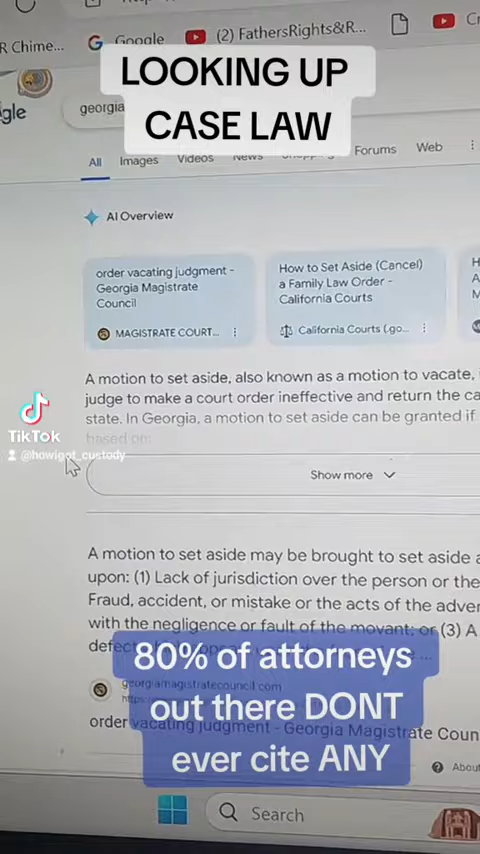 R Chime...
Google
(2) FathersRights&R...
LOOKING UP
CASE LAW
gle
georgia
All
Images
Videos
News
Forums
Web
AI Overview
order vacating judgment -
Georgia Magistrate
Council
MAGISTRATE COURT...
How to Set Aside (Cancel)
a Family Law Order -
California Courts
California Courts (.go...
A motion to set aside, also known as a motion to vacate,
judge to make a court order ineffective and return the ca
state. In Georgia, a motion to set aside can be granted if
based on:
TikTok
@howigot_custody
Show more
A motion to set aside may be brought to set aside a
upon: (1) Lack of jurisdiction over the person or the
Fraud, accident, or mistake or the acts of the adver
with the negligence or fault of the movant; or (3) A
80% of attorneys
georgiamagistratecouncil.com
out there DONT
order vacating judgment - Georgia Magistrate Coun
ever cite ANY
About
Search